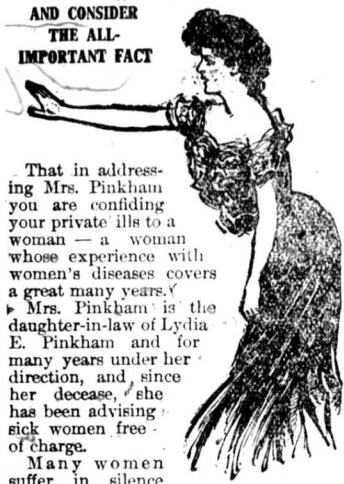 AND CONSIDER
THE ALL-
IMPORTANT FACT
That in address-
ing Mrs. Pinkham
you are confiding
your private ills to a
woman — a woman
whose experience with
women's diseases covers
a great many years.
Mrs. Pinkham is the
daughter-in-law of Lydia
E. Pinkham and for
many years under her
direction, and since
her decease, she
has been advising
sick women free
of charge.
Many women
suffer in silence